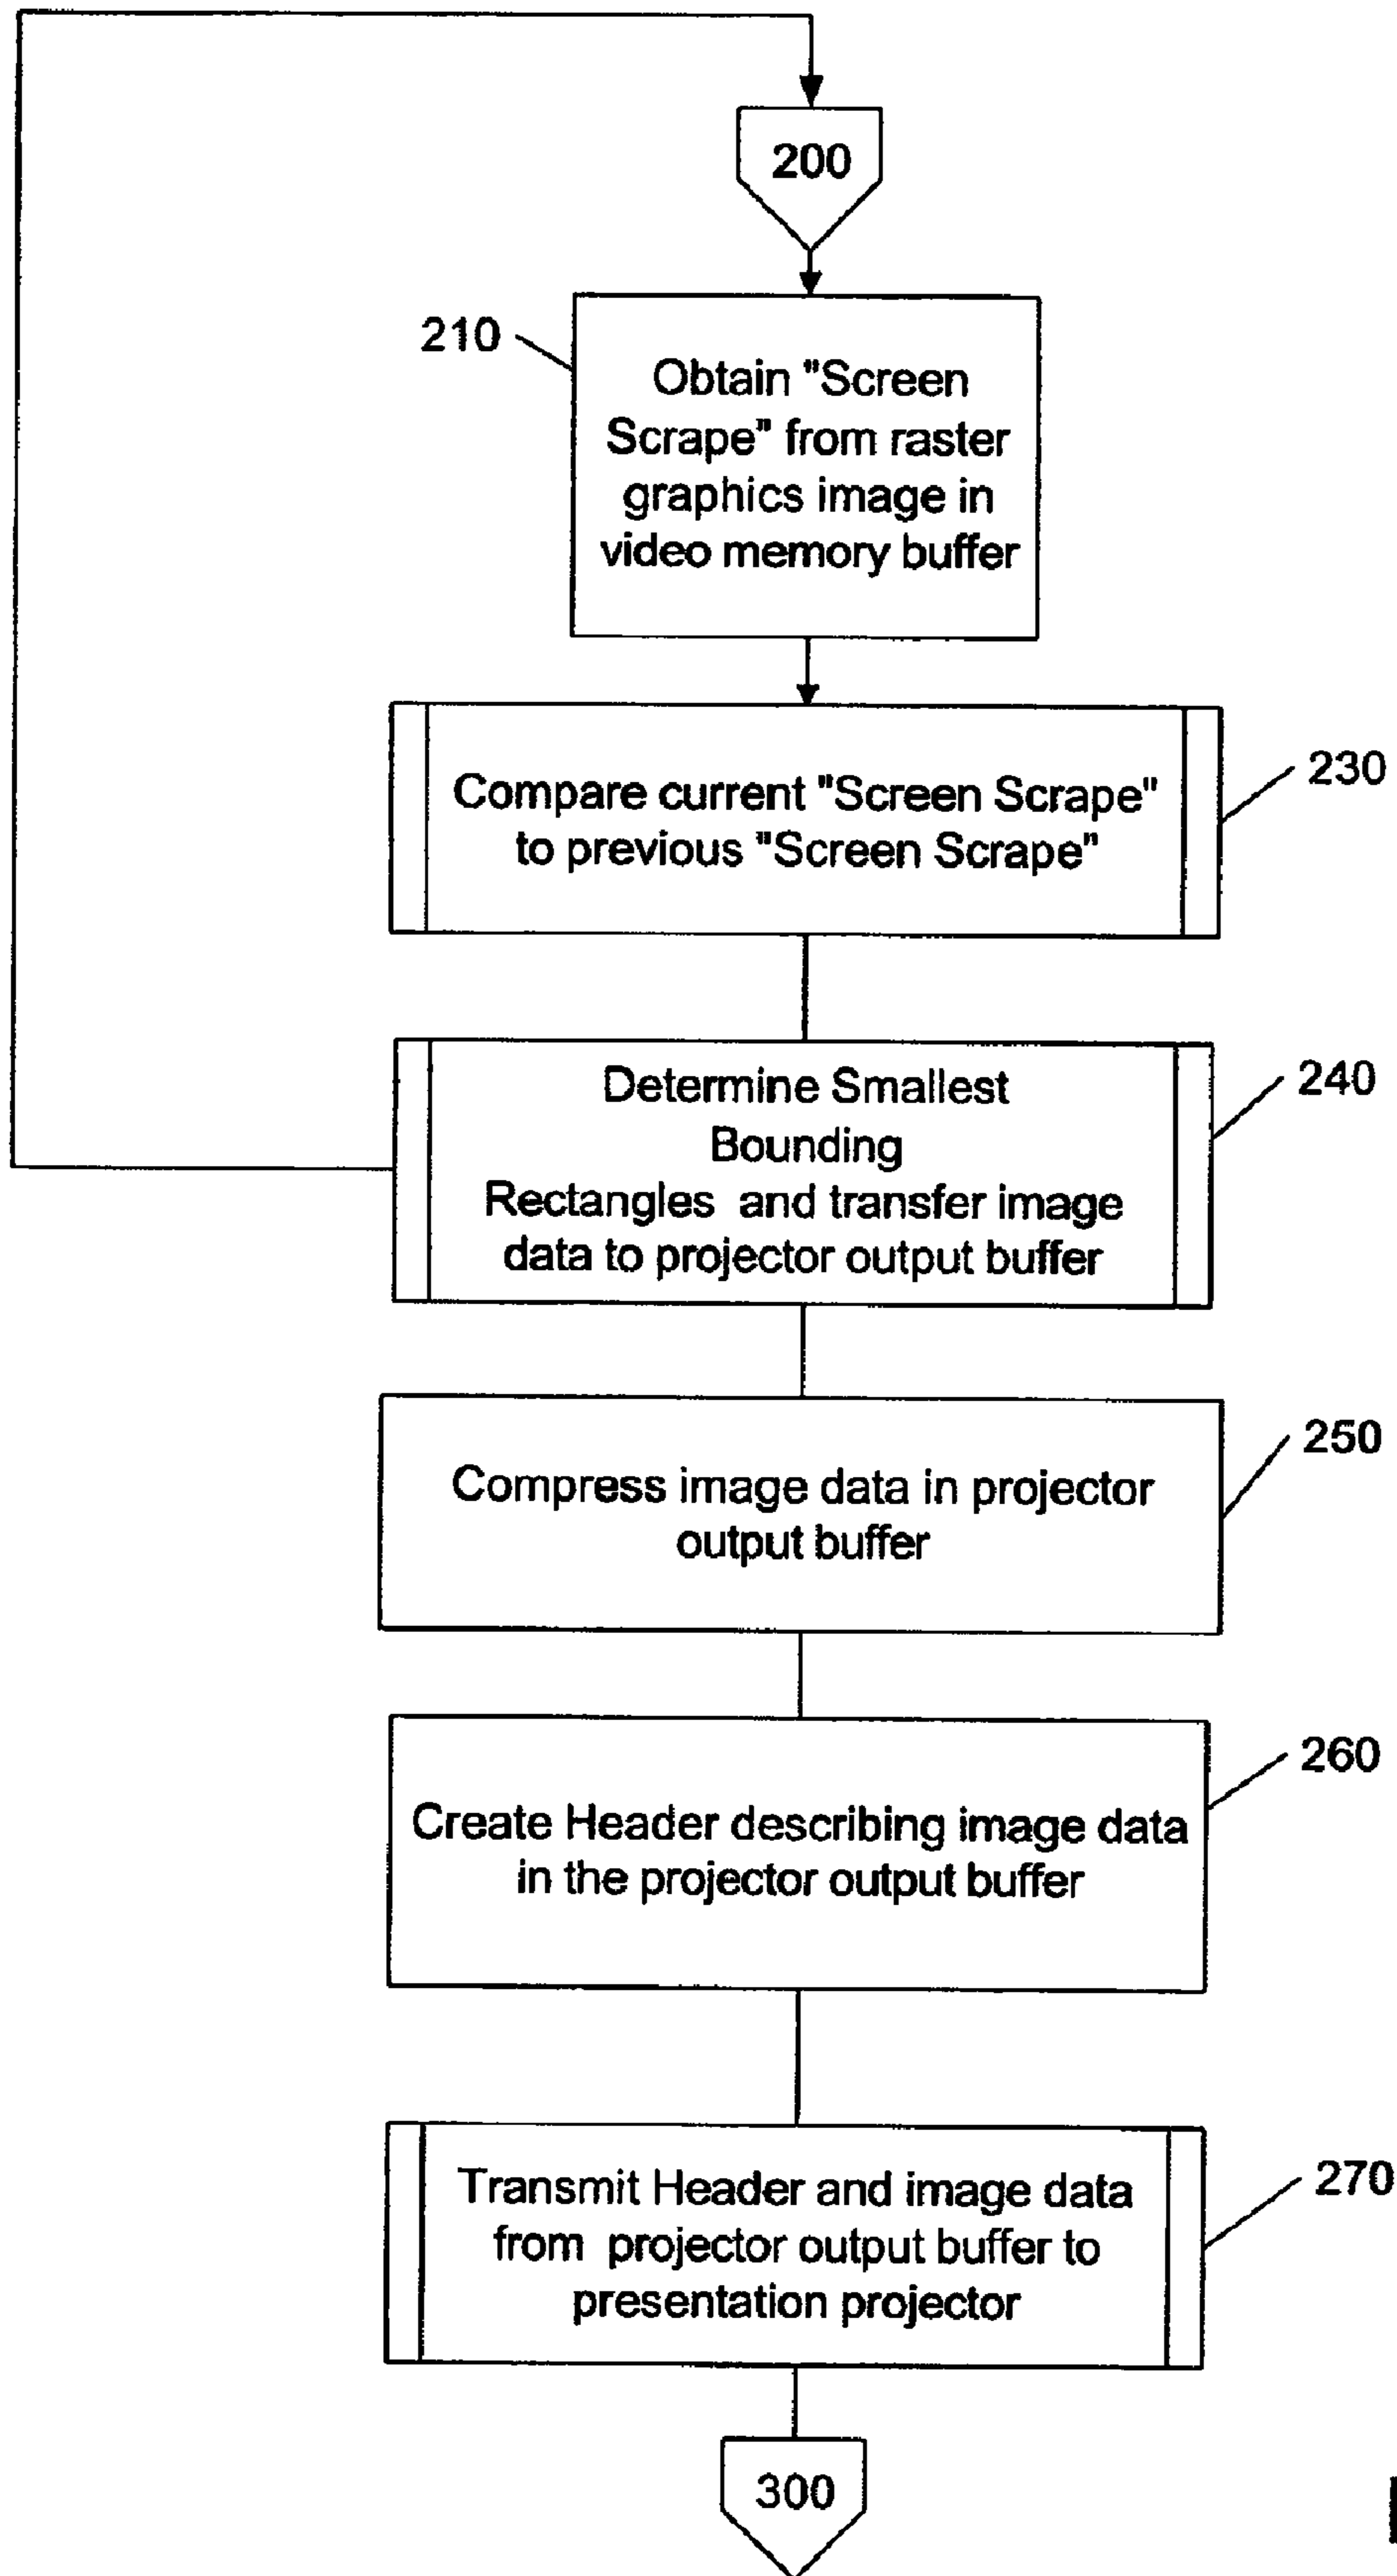 200
210
Obtain "Screen
Scrape" from raster
graphics image in
video memory buffer
Compare current "Screen Scrape"
to previous "Screen Scrape"
230
Determine Smallest
Bounding
Rectangles and transfer image
data to projector output buffer
240
Compress image data in projector
output buffer
250
Create Header describing image data
in the projector output buffer
260
Transmit Header and image data
from projector output buffer to
presentation projector
270
300